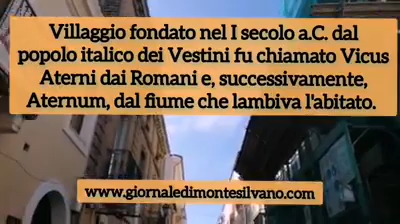 Villaggio fondato nel I secolo a.C. dal
popolo italico dei Vestini fu chiamato Vicus
Aterni dai Romani e, successivamente,
Aternum, dal fiume che lambiva l'abitato.
www.giornaledimontesilvano.com